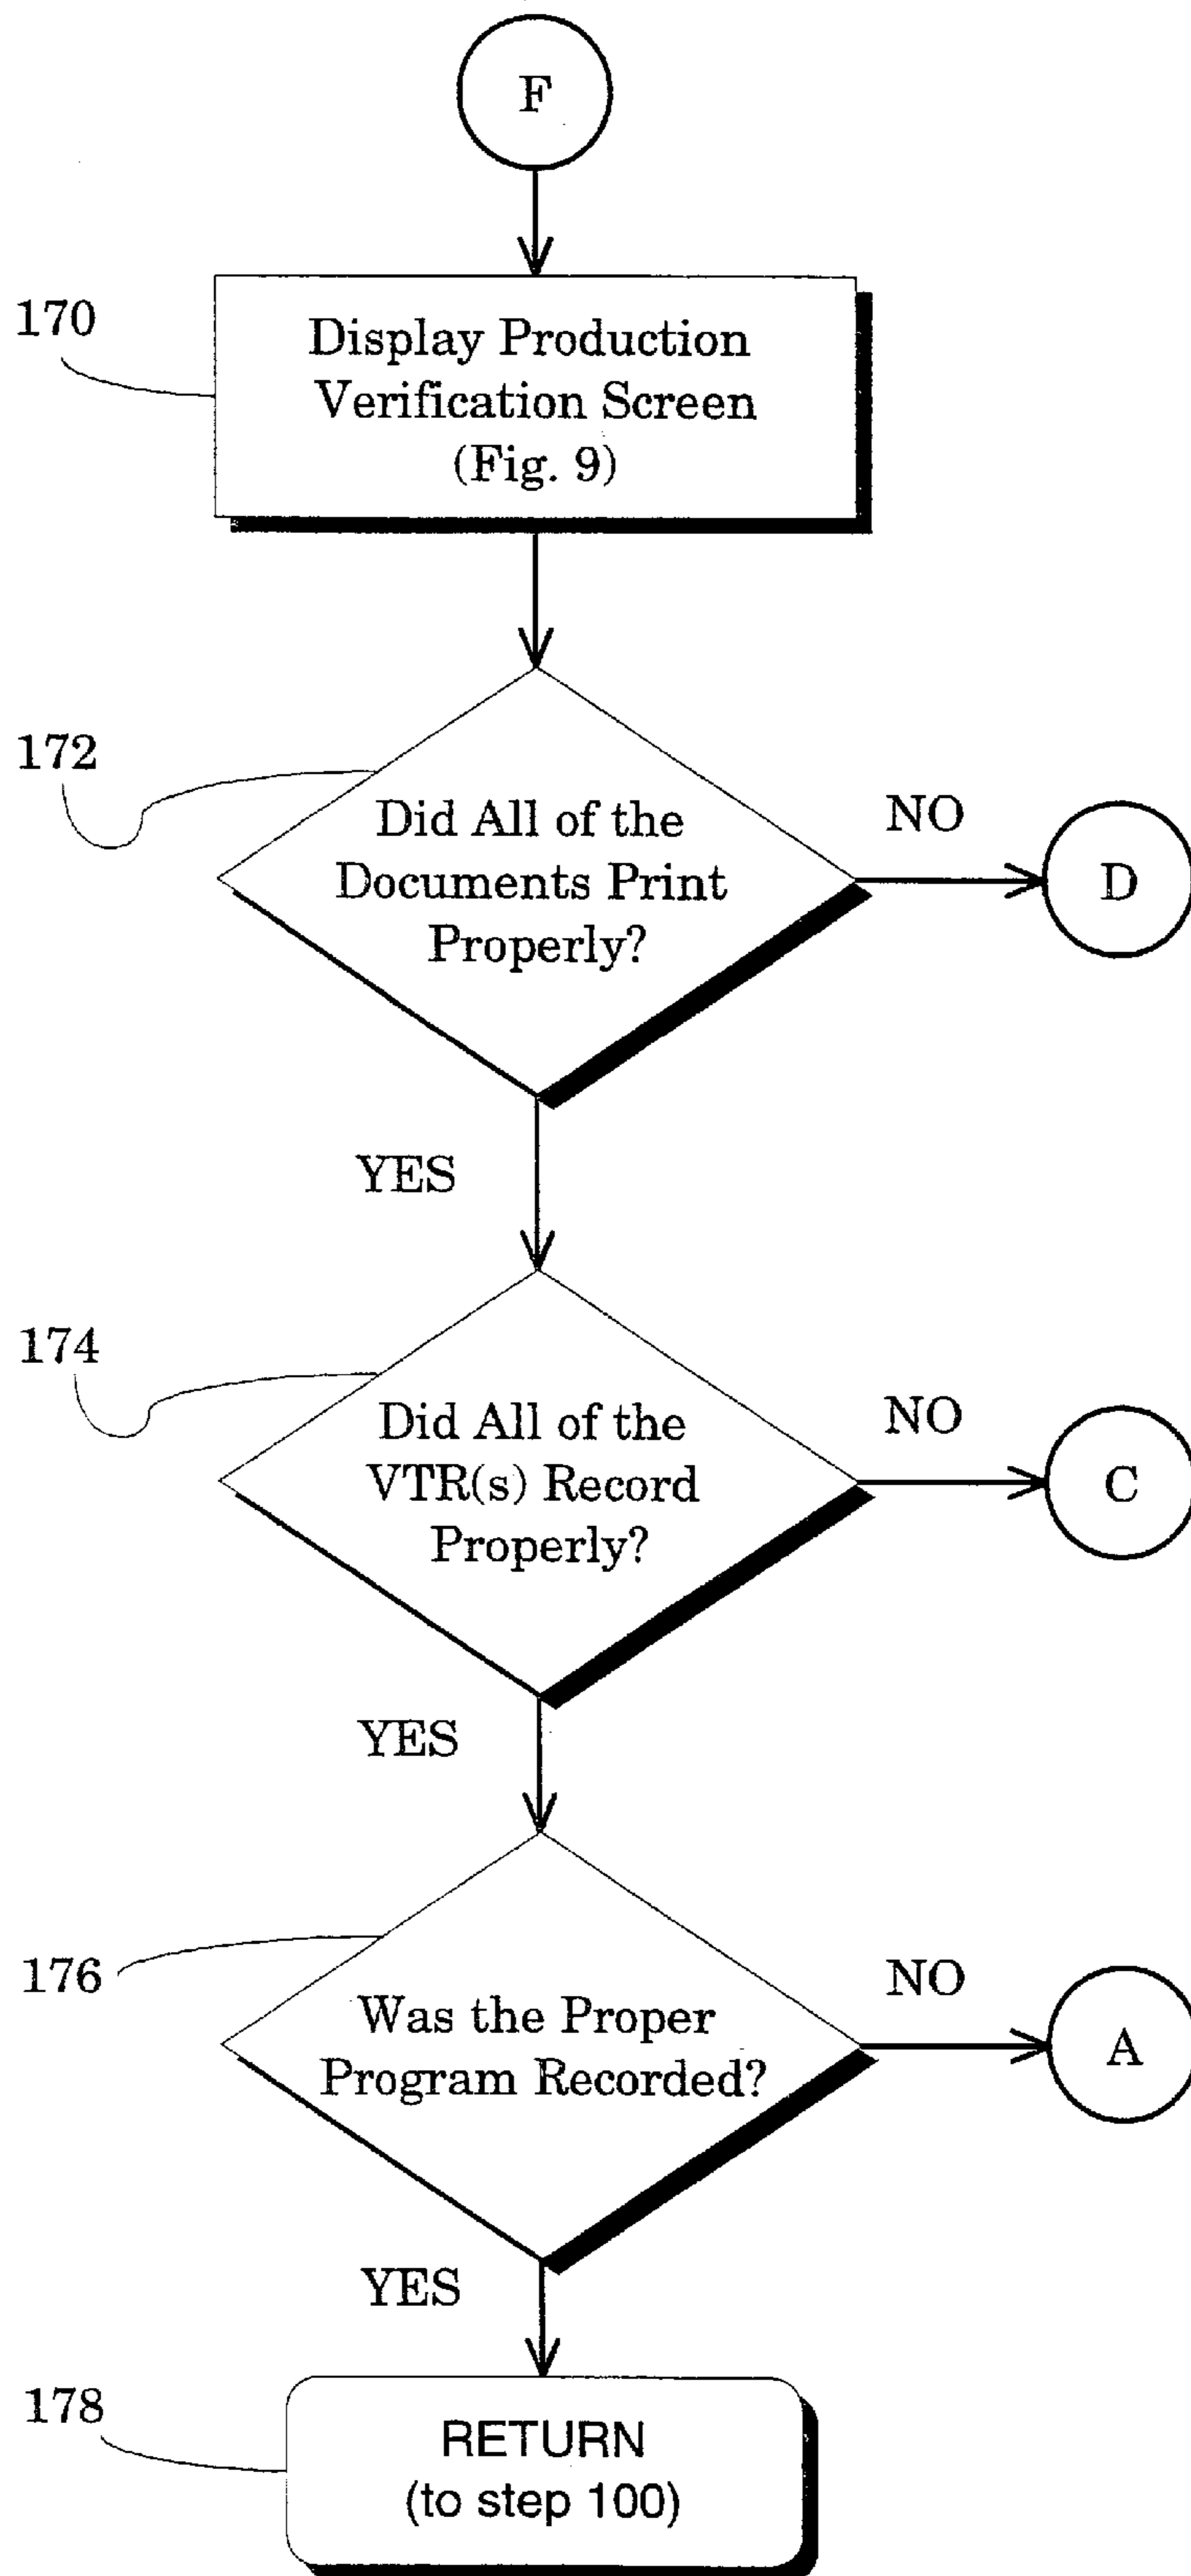 F
170
Display Production
Verification Screen
(Fig. 9)
172
Did All of the
Documents Print
Properly?
NO
D
YES
174
Did All of the
VTR(s) Record
Properly?
NO
C
YES
176
Was the Proper
Program Recorded?
NO
A
YES
178
RETURN
(to step 100)